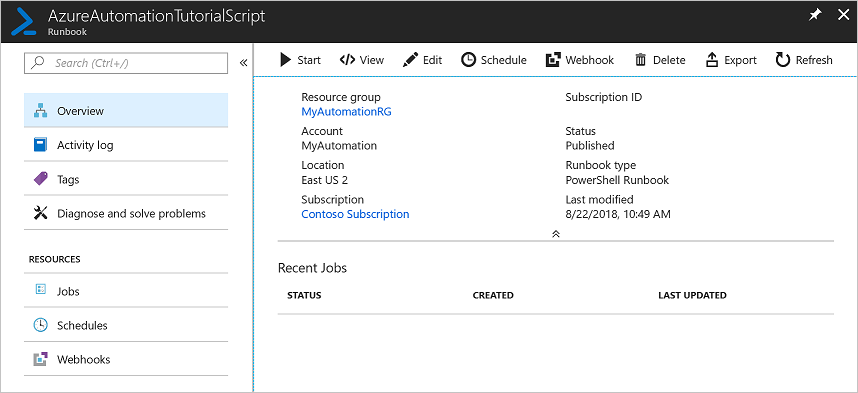 AzureAutomationTutorialScript
Runbook
Search (Ctrl+/)
Overview
Activity log
Tags
Diagnose and solve problems
RESOURCES
Jobs
Schedules
Webhooks
Start View Edit Schedule Webhook Delete Export Refresh
Resource group
MyAutomationRG
Account
MyAutomation
Location
East US 2
Subscription
Contoso Subscription
Subscription ID
Status
Published
Runbook type
PowerShell Runbook
Last modified
8/22/2018, 10:49 AM
Recent Jobs
STATUS CREATED LAST UPDATED